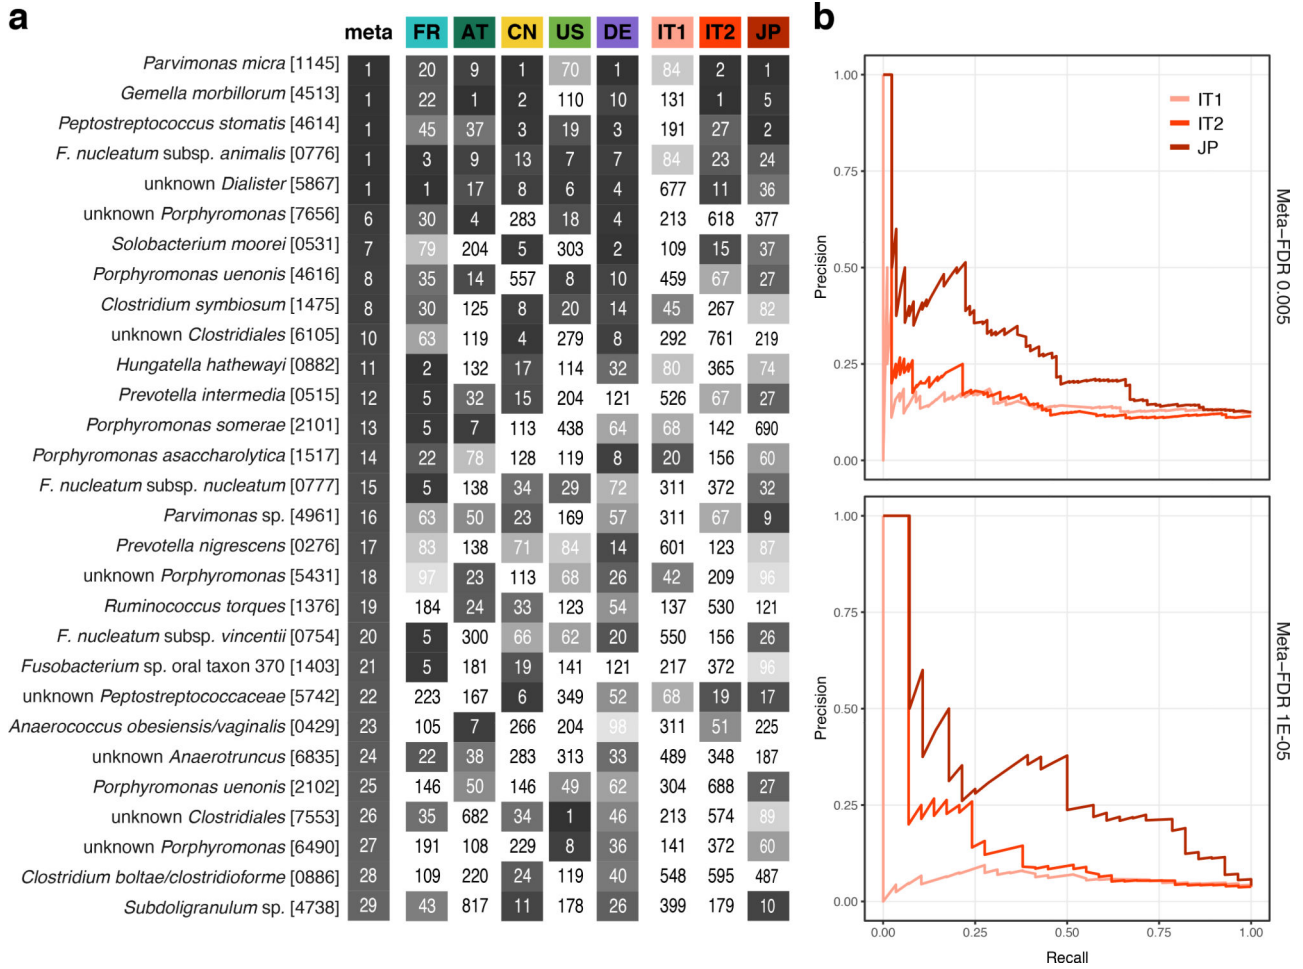 a
meta FR AT CN US DE IT1 IT2 JP
Parvimonas micra [1145] 1 20 9 1 70 1 84 2 1
Gemella morbillorum [4513] 1 22 1 2 110 10 131 1 5
Peptostreptococcus stomatis [4614] 1 45 37 3 19 3 191 27 2
F. nucleatum subsp. animalis [0776] 1 3 9 13 7 7 84 23 24
unknown Dialister [5867] 1 1 17 8 6 4 677 11 36
unknown Porphyromonas [7656] 6 30 4 283 18 4 213 618 377
Solobacterium moorei [0531] 7 79 204 5 303 2 109 15 37
Porphyromonas uenonis [4616] 8 35 14 557 8 10 459 67 27
Clostridium symbiosum [1475] 8 30 125 8 20 14 45 267 82
unknown Clostridiales [6105] 10 63 119 4 279 8 292 761 219
Hungatella hathewayi [0882] 11 2 132 17 114 32 80 365 74
Prevotella intermedia [0515] 12 5 32 15 204 121 526 67 27
Porphyromonas somerae [2101] 13 5 7 113 438 64 68 142 690
Porphyromonas asaccharolytica [1517] 14 22 78 128 119 8 20 156 60
F. nucleatum subsp. nucleatum [0777] 15 5 138 34 29 72 311 372 32
Parvimonas sp. [4961] 16 63 50 23 169 57 311 67 9
Prevotella nigrescens [0276] 17 83 138 71 84 14 601 123 87
unknown Porphyromonas [5431] 18 97 23 113 68 26 42 209 96
Ruminococcus torques [1376] 19 184 24 33 123 54 137 530 121
F. nucleatum subsp. vincentii [0754] 20 5 300 66 62 20 550 156 26
Fusobacterium sp. oral taxon 370 [1403] 21 5 181 19 141 121 217 372 96
unknown Peptostreptococcaceae [5742] 22 223 167 6 349 52 68 19 17
Anaerococcus obesiensis/vaginalis [0429] 23 105 7 266 204 98 311 51 225
unknown Anaerotruncus [6835] 24 22 38 283 313 33 489 348 187
Porphyromonas uenonis [2102] 25 146 50 146 49 62 304 688 27
unknown Clostridiales [7553] 26 35 682 34 1 46 213 574 89
unknown Porphyromonas [6490] 27 191 108 229 8 36 141 372 60
Clostridium boltae/clostridioforme [0886] 28 109 220 24 119 40 548 595 487
Subdoligranulum sp. [4738] 29 43 817 11 178 26 399 179 10
b
1.00
0.75
0.50
0.25
0.00
Precision
IT1
IT2
JP
Meta−FDR 0.005
1.00
0.75
0.50
0.25
0.00
Precision
Meta−FDR 1E−05
0.00 0.25 0.50 0.75 1.00
Recall